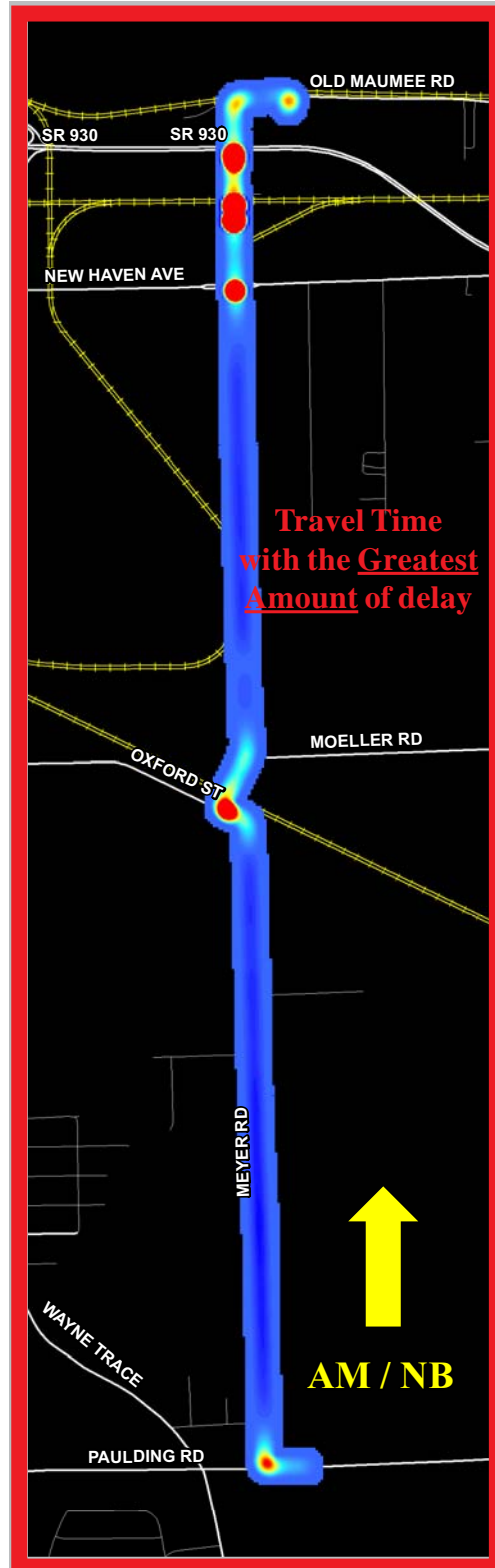 OLD MAUMEE RD
SR 930
SR 930
NEW HAVEN AVE
Travel Time
with the Greatest
Amount of delay
MOELLER RD
OXFORD ST
MEYER RD
WAYNE TRACE
AM / NB
PAULDING RD